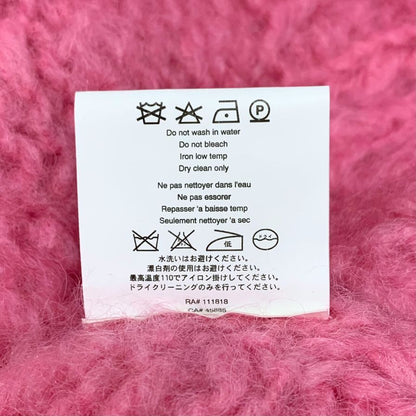 P
Do not wash in water
Do not bleach
Iron low temp
Dry clean only
Ne pas nettoyer dans l'eau
Ne pas essorer
Repasser 'a baisse temp
Seulement nettoyer 'a sec
低 ドライ
水洗いはお避けください。
漂白剤の使用はお避けください。
最高温度110でアイロン掛けしてください。
ドライクリーニングのみを行ってください。
RA# 111818
CA# 45885